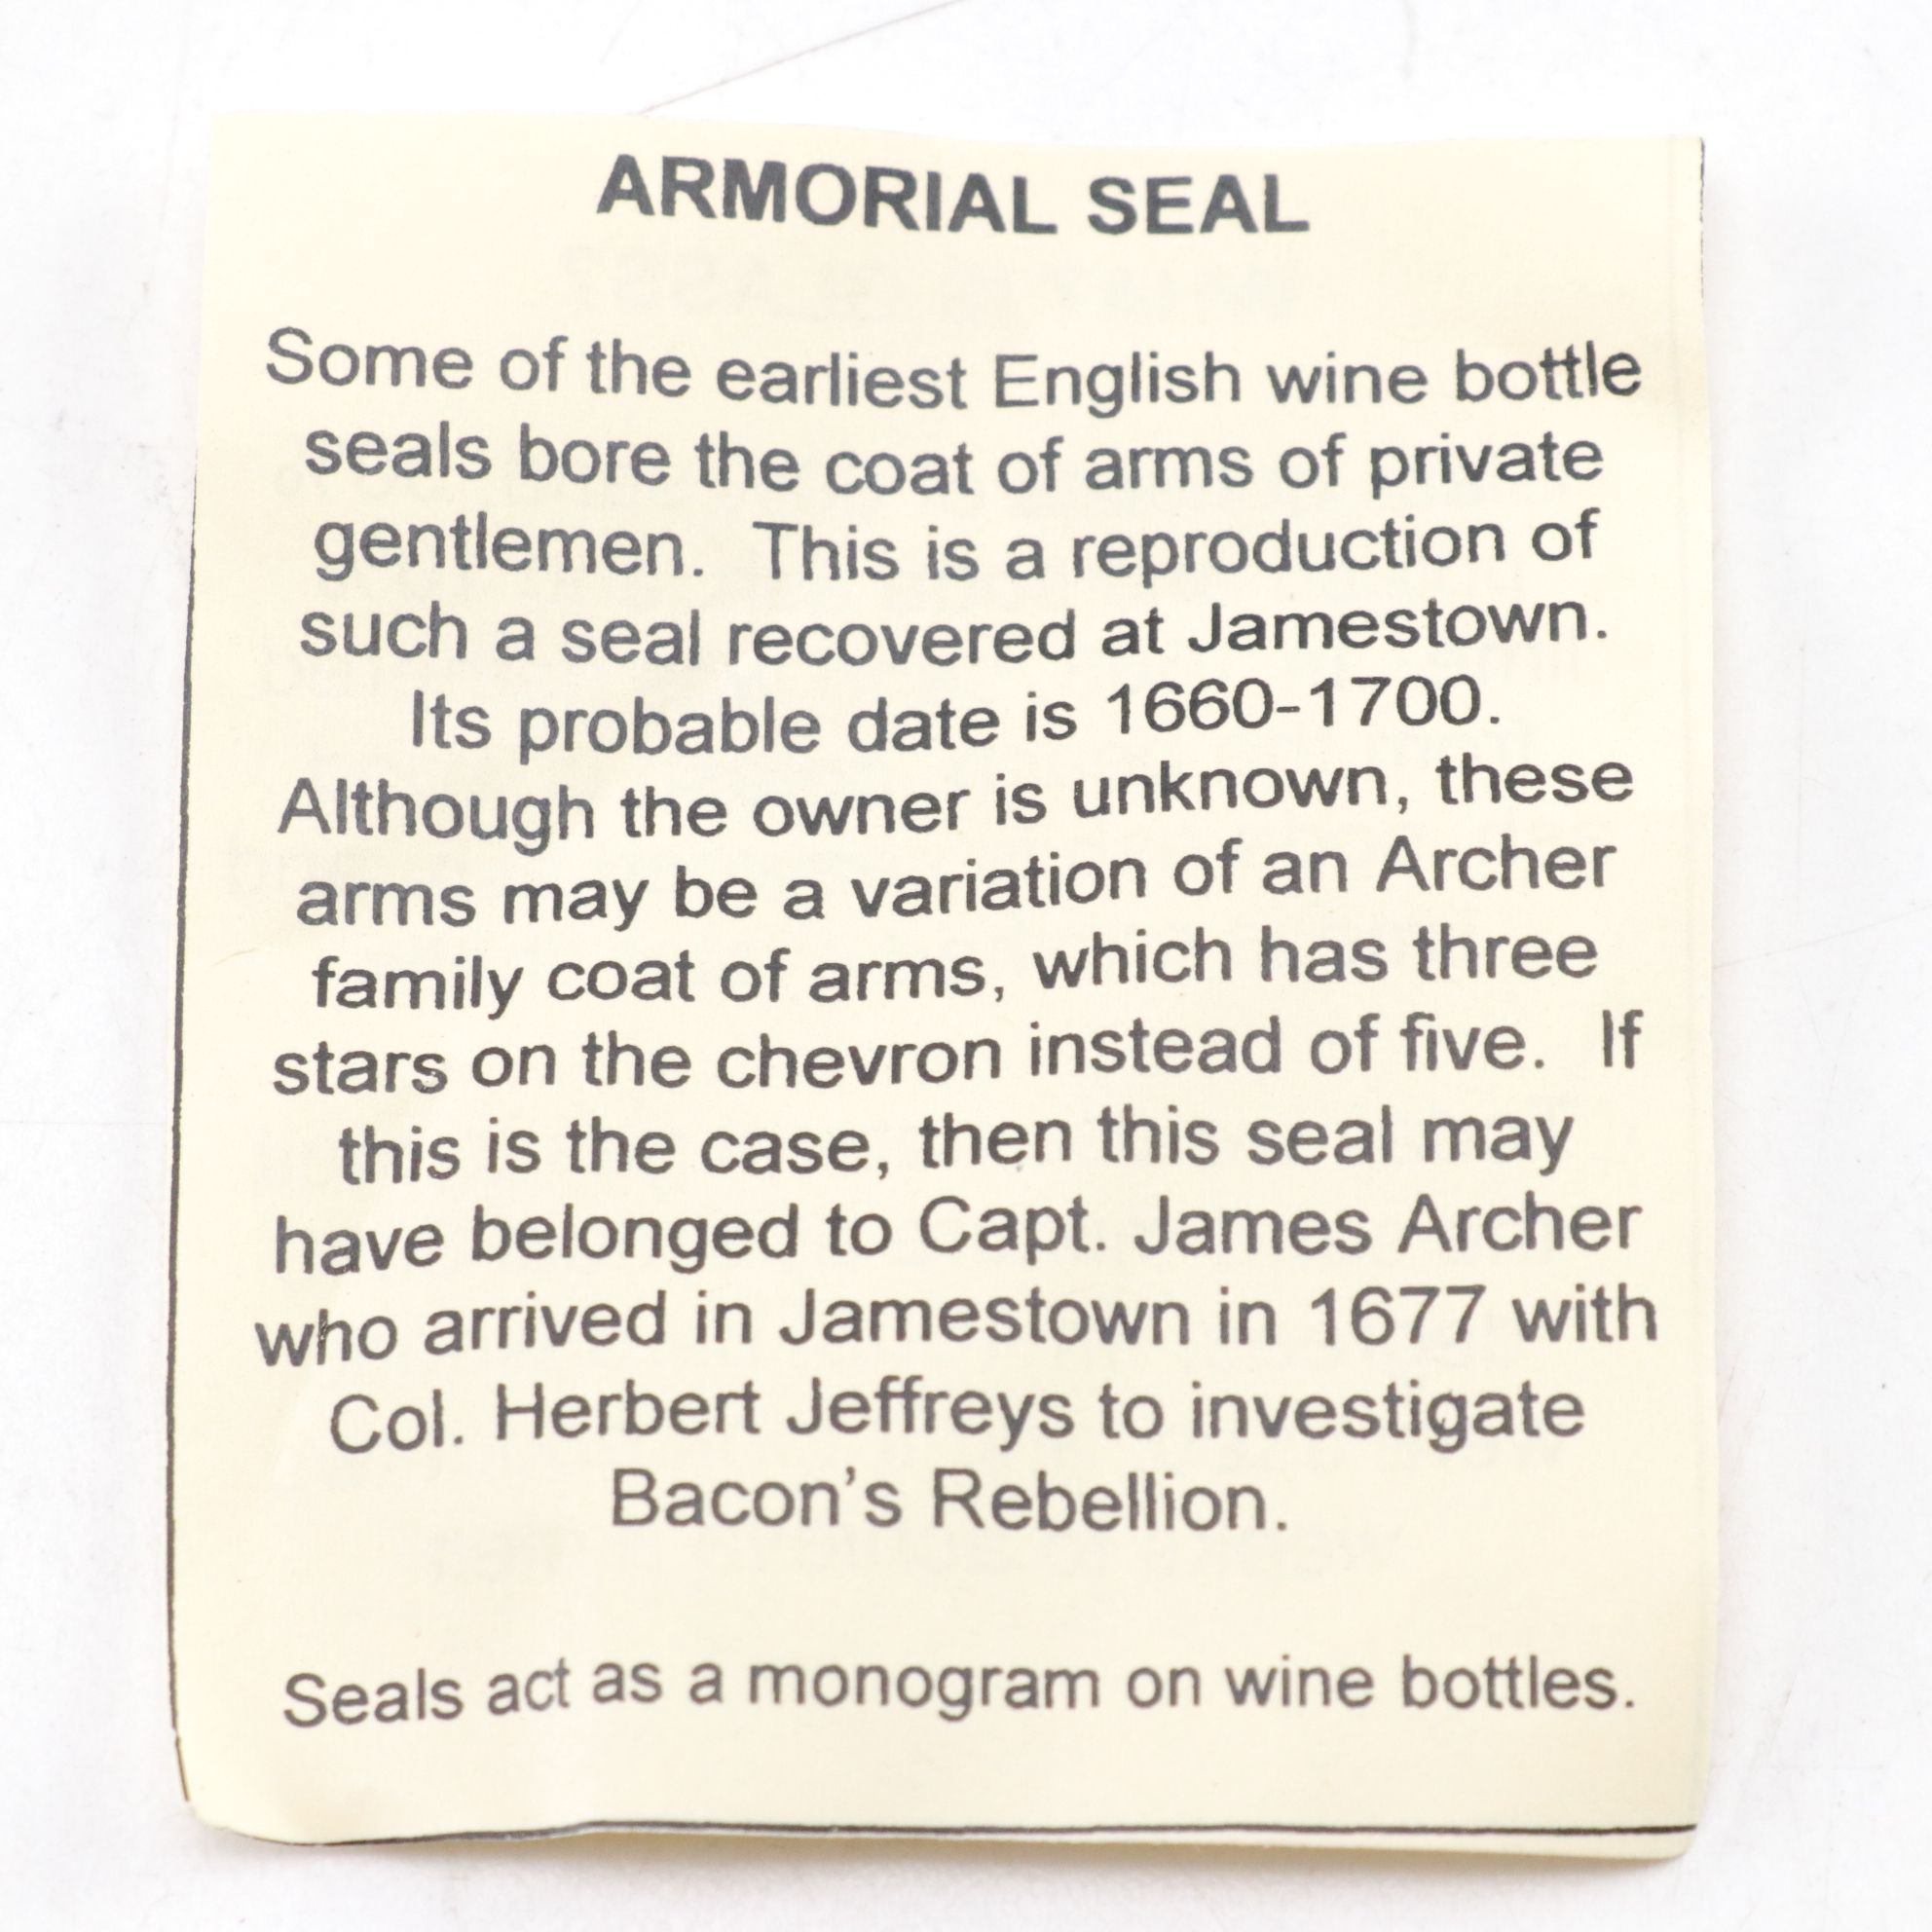 ARMORIAL SEAL
Some of the earliest English wine bottle
seals bore the coat of arms of private
gentlemen.  This is a reproduction of
such a seal recovered at Jamestown.
Its probable date is 1660-1700.
Although the owner is unknown, these
arms may be a variation of an Archer
family coat of arms, which has three
stars on the chevron instead of five.  If
this is the case, then this seal may
have belonged to Capt. James Archer
who arrived in Jamestown in 1677 with
Col. Herbert Jeffreys to investigate
Bacon’s Rebellion.
Seals act as a monogram on wine bottles.